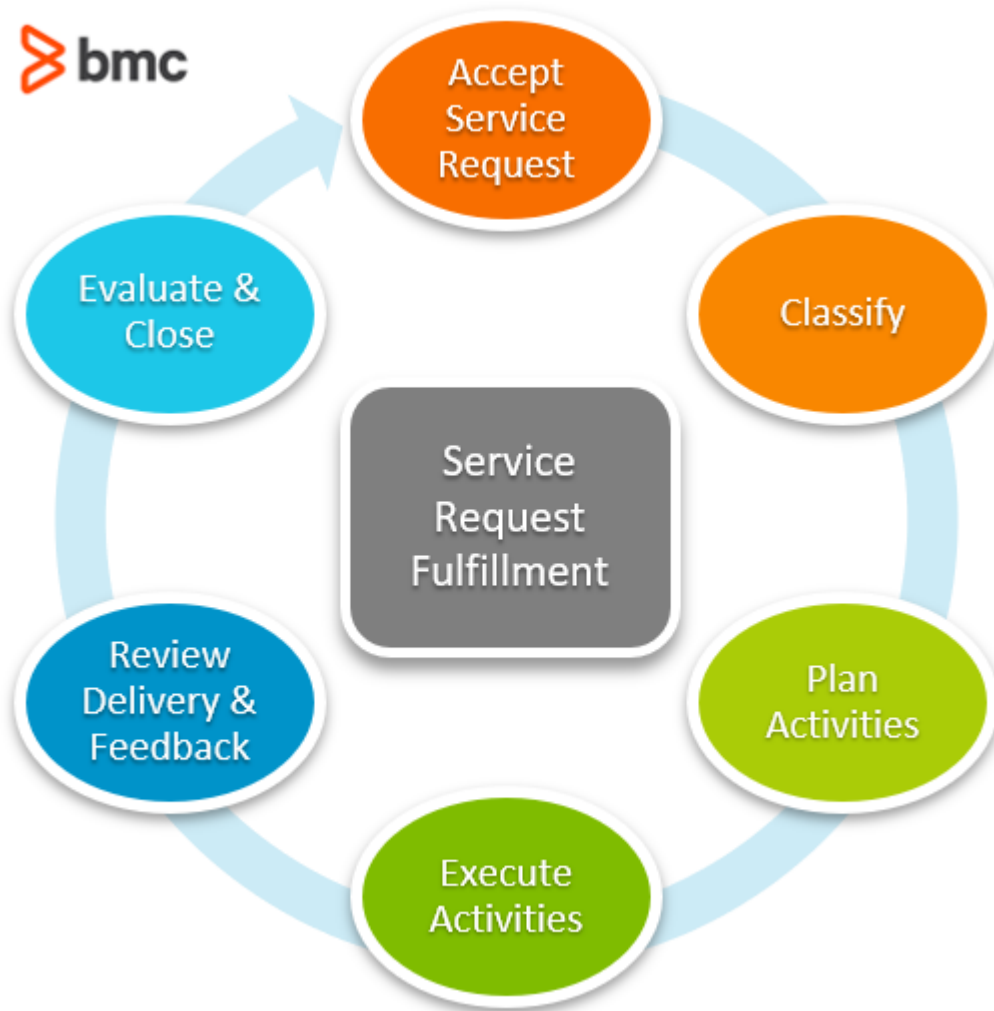 bmc
Accept
Service
Request
Classify
Plan
Activities
Execute
Activities
Review
Delivery &
Feedback
Evaluate &
Close
Service
Request
Fulfillment